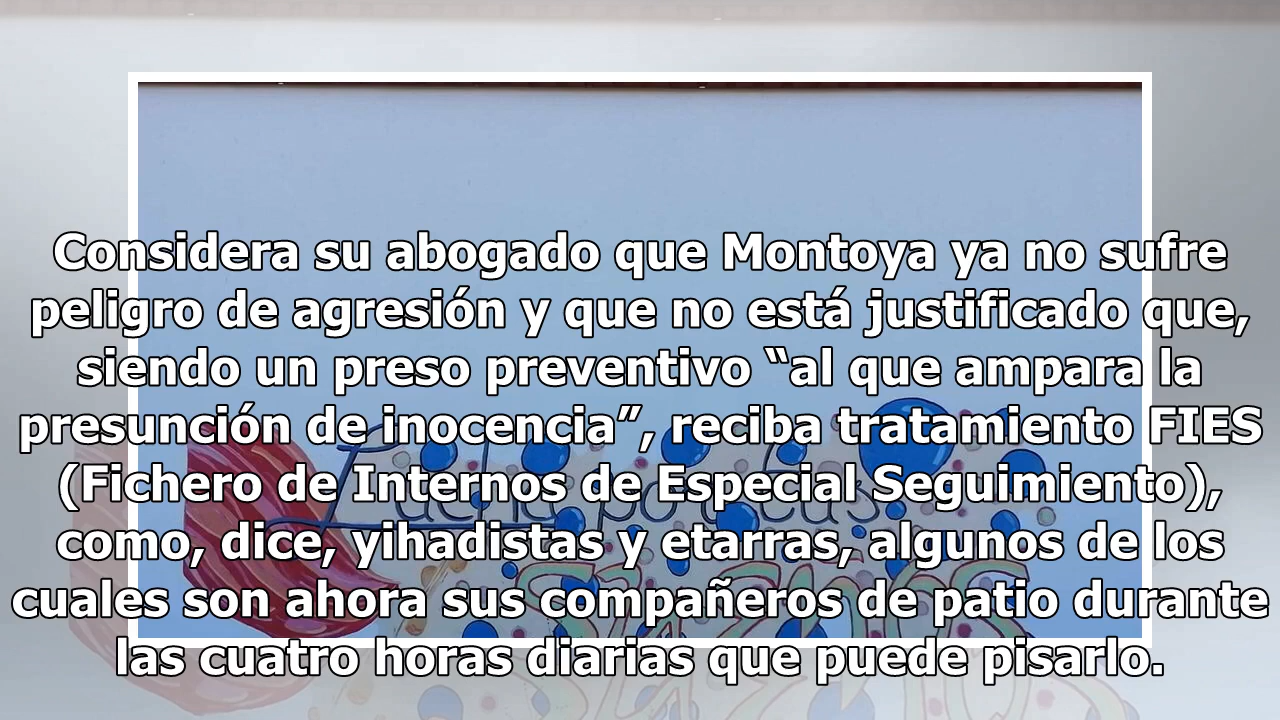 Considera su abogado que Montoya ya no sufre
peligro de agresión y que no está justificado que,
siendo un preso preventivo “al que ampara la
presunción de inocencia”, reciba tratamiento FIES
(Fichero de Internos de Especial Seguimiento),
como, dice, yihadistas y etarras, algunos de los
cuales son ahora sus compañeros de patio durante
las cuatro horas diarias que puede pisarlo.